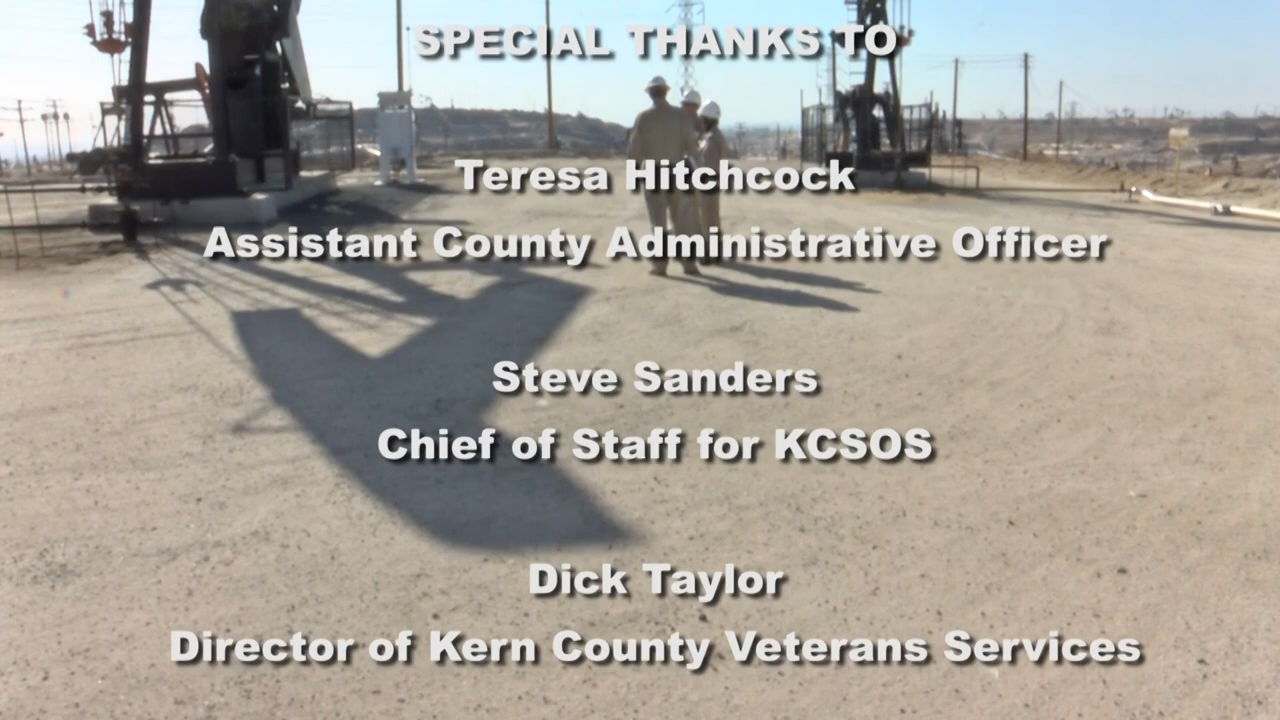 SPECIAL THANKS TO
Teresa Hitchcock
Assistant County Administrative Officer
Steve Sanders
Chief of Staff for KCSOS
Dick Taylor
Director of Kern County Veterans Services